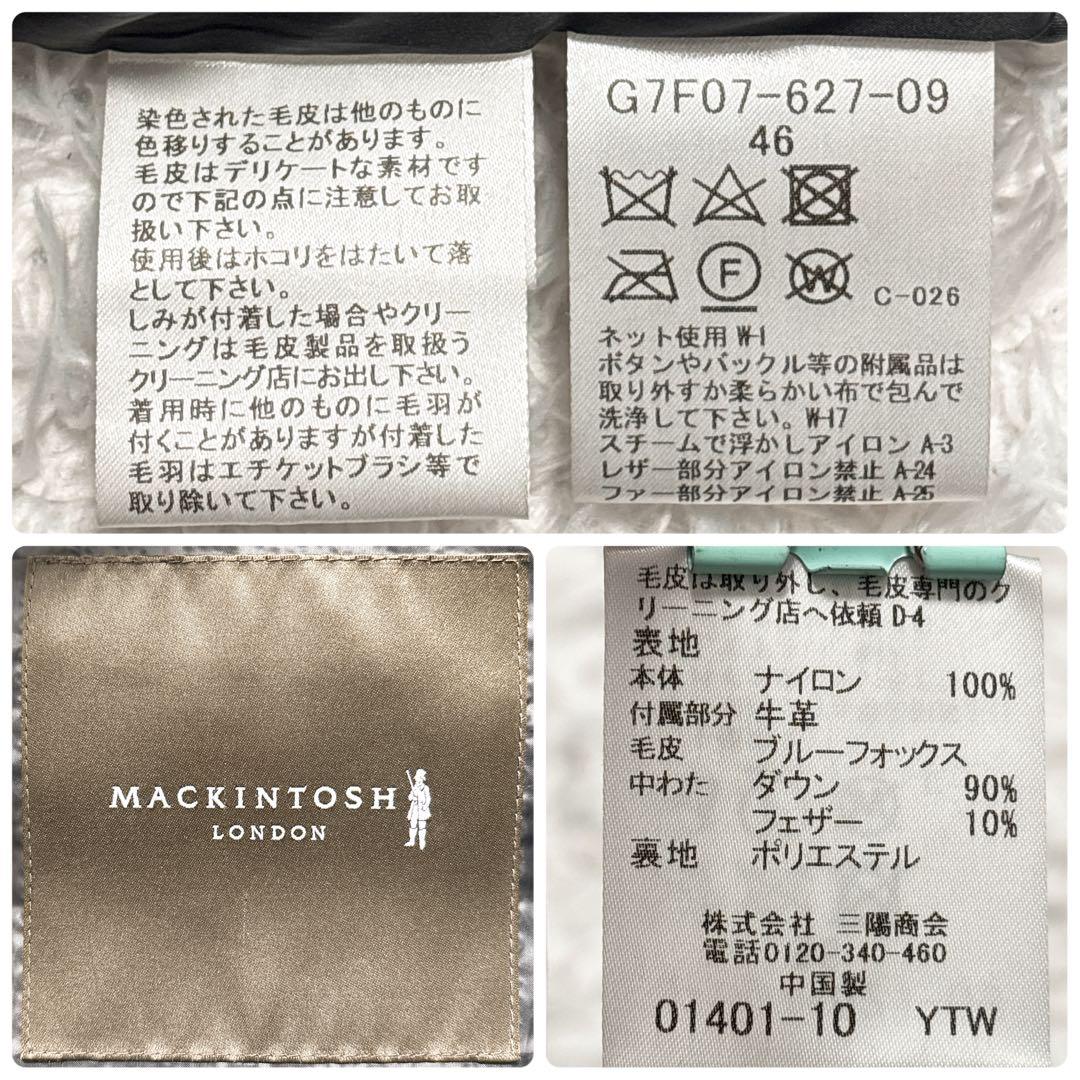 染色された毛皮は他のものに
色移りすることがあります。
毛皮はデリケートな素材です
ので下記の点に注意してお取
扱い下さい。
使用後はホコリをはたいて落
として下さい。
しみが付着した場合やクリー
ニングは毛皮製品を取扱う
クリーニング店にお出し下さい。
着用時に他のものに毛羽が
付くことがありますが付着した
毛羽はエチケットブラシ等で
取り除いて下さい。
G7F07-627-09
46
F
W
C-026
ネット使用 W-1
ボタンやバックル等の附属品は
取り外すか柔らかい布で包んで
洗浄して下さい。W-17
スチームで浮かしアイロン A-3
レザー部分アイロン禁止 A-24
ファー部分アイロン禁止 A-25
MACKINTOSH
LONDON
毛皮は取り外し、毛皮専門のク
リーニング店へ依頼 D-4
表地
本体 ナイロン 100%
付属部分 牛革
毛皮 ブルーフォックス
中わた ダウン 90%
フェザー 10%
裏地 ポリエステル
株式会社 三陽商会
電話0120-340-460
中国製
01401-10 YTW